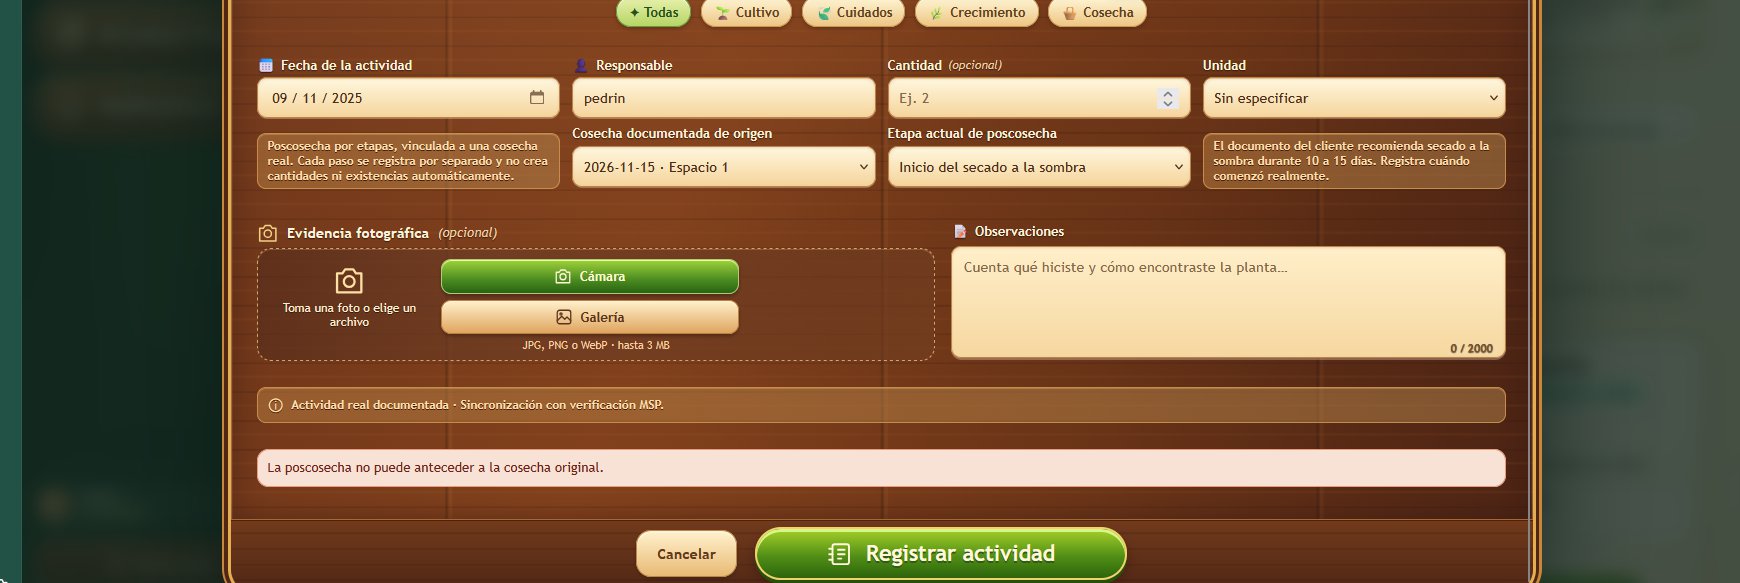 ✦ Todas
Cultivo
Cuidados
Crecimiento
Cosecha
Fecha de la actividad
Responsable
Cantidad (opcional)
Unidad
09 / 11 / 2025
pedrin
Ej. 2
Sin especificar
Poscosecha por etapas, vinculada a una cosecha
real. Cada paso se registra por separado y no crea
cantidades ni existencias automáticamente.
Cosecha documentada de origen
2026-11-15 · Espacio 1
Etapa actual de poscosecha
Inicio del secado a la sombra
El documento del cliente recomienda secado a la
sombra durante 10 a 15 días. Registra cuándo
comenzó realmente.
Evidencia fotográfica (opcional)
Toma una foto o elige un
archivo
Cámara
Galería
JPG, PNG o WebP · hasta 3 MB
Observaciones
Cuenta qué hiciste y cómo encontraste la planta...
0 / 2000
Actividad real documentada · Sincronización con verificación MSP.
La poscosecha no puede anteceder a la cosecha original.
Cancelar
Registrar actividad